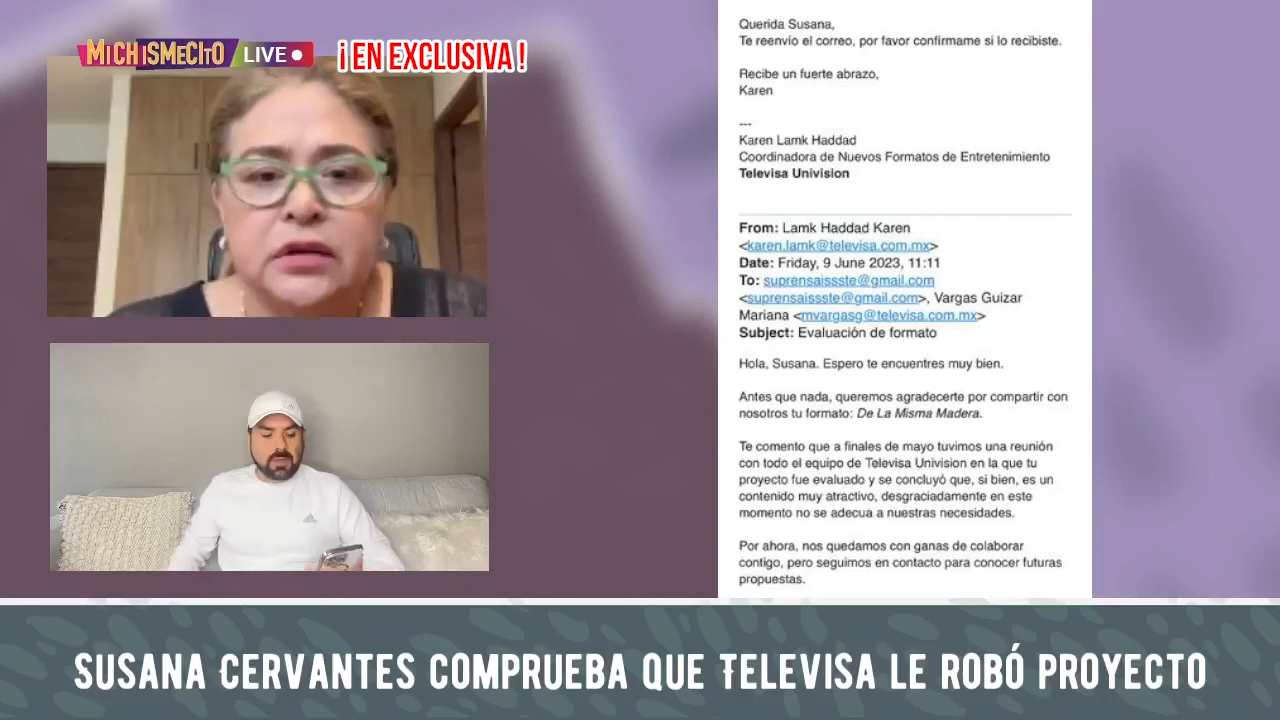 MICHISMECITO LIVE
¡EN EXCLUSIVA!
Querida Susana,
Te reenvío el correo, por favor confirmame si lo recibiste.
Recibe un fuerte abrazo,
Karen
---
Karen Lamk Haddad
Coordinadora de Nuevos Formatos de Entretenimiento
Televisa Univision
From: Lamk Haddad Karen
<karen.lamk@televisa.com.mx>
Date: Friday, 9 June 2023, 11:11
To: suprensaissste@gmail.com
<suprensaissste@gmail.com>, Vargas Guizar
Mariana <mvargasg@televisa.com.mx>
Subject: Evaluación de formato
Hola, Susana. Espero te encuentres muy bien.
Antes que nada, queremos agradecerte por compartir con
nosotros tu formato: De La Misma Madera.
Te comento que a finales de mayo tuvimos una reunión
con todo el equipo de Televisa Univision en la que tu
proyecto fue evaluado y se concluyó que, si bien, es un
contenido muy atractivo, desgraciadamente en este
momento no se adecua a nuestras necesidades.
Por ahora, nos quedamos con ganas de colaborar
contigo, pero seguimos en contacto para conocer futuras
propuestas.
SUSANA CERVANTES COMPRUEBA QUE TELEVISA LE ROBÓ PROYECTO